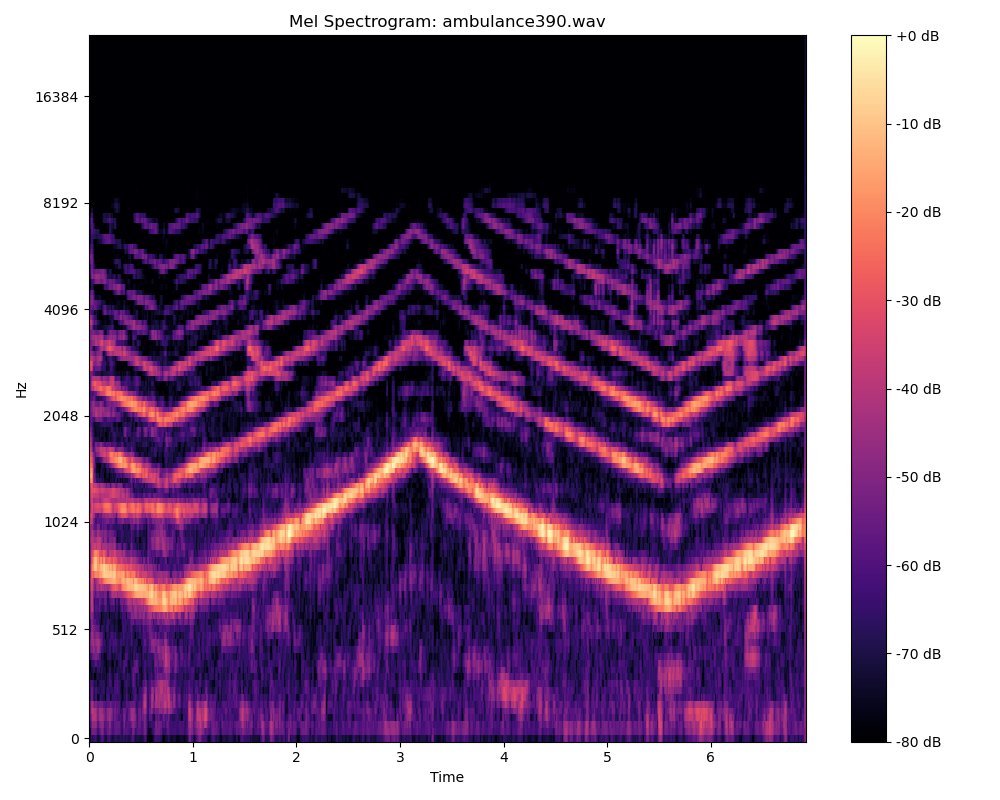 Mel Spectrogram: ambulance390.wav
+0 dB
16384
-10 dB
8192
-20 dB
4096
-30 dB
Hz
-40 dB
2048
-50 dB
1024
-60 dB
512
-70 dB
0
-80 dB
0 1 2 3 4 5 6
Time